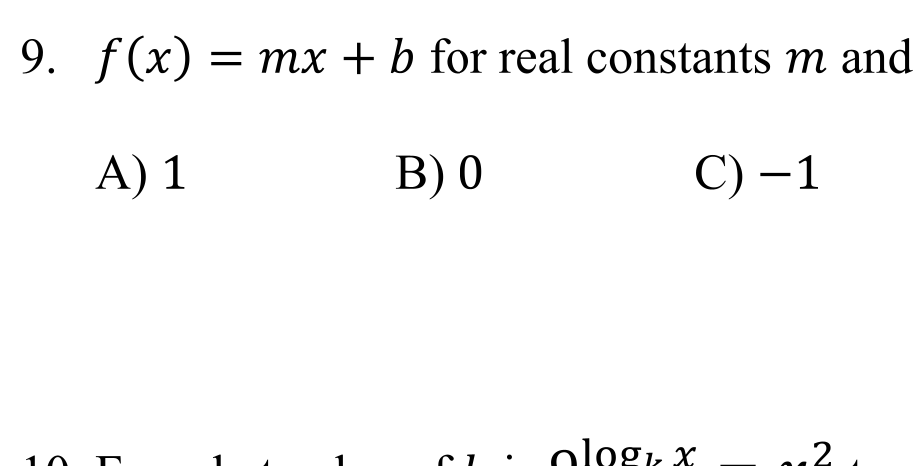 9. f(x) = mx + b for real constants m and
A) 1 B) 0 C) −1